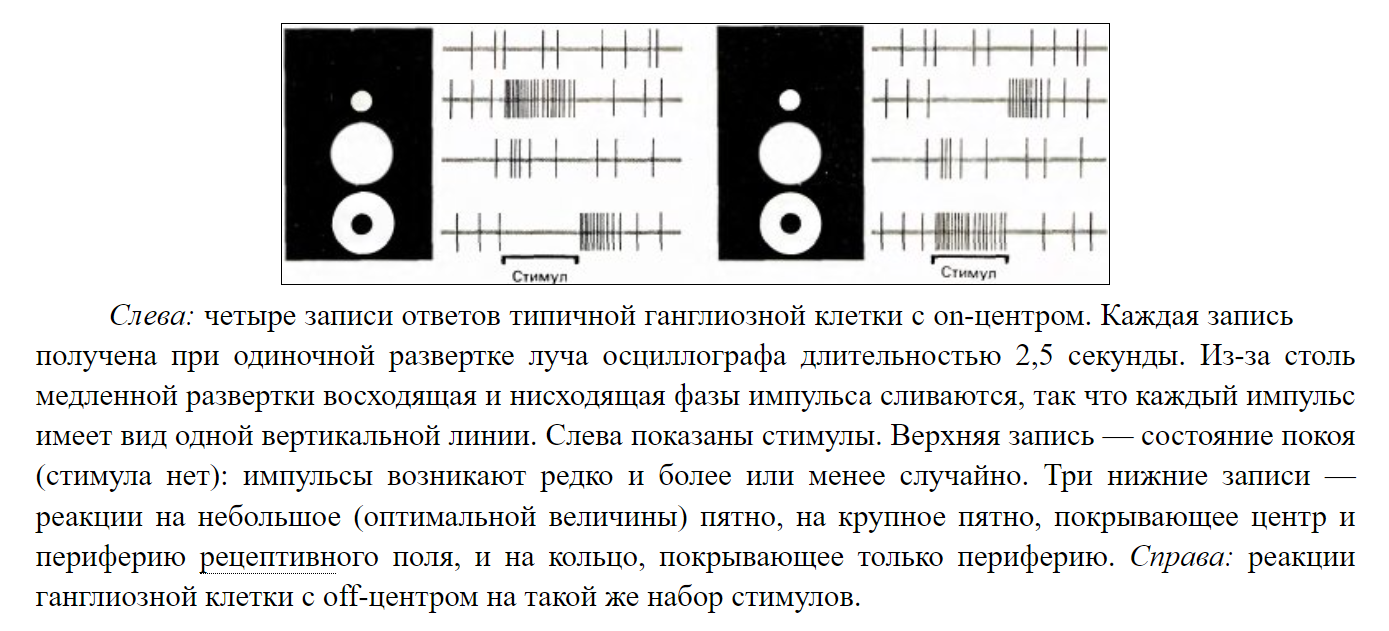 Стимул
Стимул
Слева: четыре записи ответов типичной ганглиозной клетки с on-центром. Каждая запись
получена при одиночной развертке луча осциллографа длительностью 2,5 секунды. Из-за столь
медленной развертки восходящая и нисходящая фазы импульса сливаются, так что каждый импульс
имеет вид одной вертикальной линии. Слева показаны стимулы. Верхняя запись — состояние покоя
(стимула нет): импульсы возникают редко и более или менее случайно. Три нижние записи —
реакции на небольшое (оптимальной величины) пятно, на крупное пятно, покрывающее центр и
периферию рецептивного поля, и на кольцо, покрывающее только периферию. Справа: реакции
ганглиозной клетки с off-центром на такой же набор стимулов.